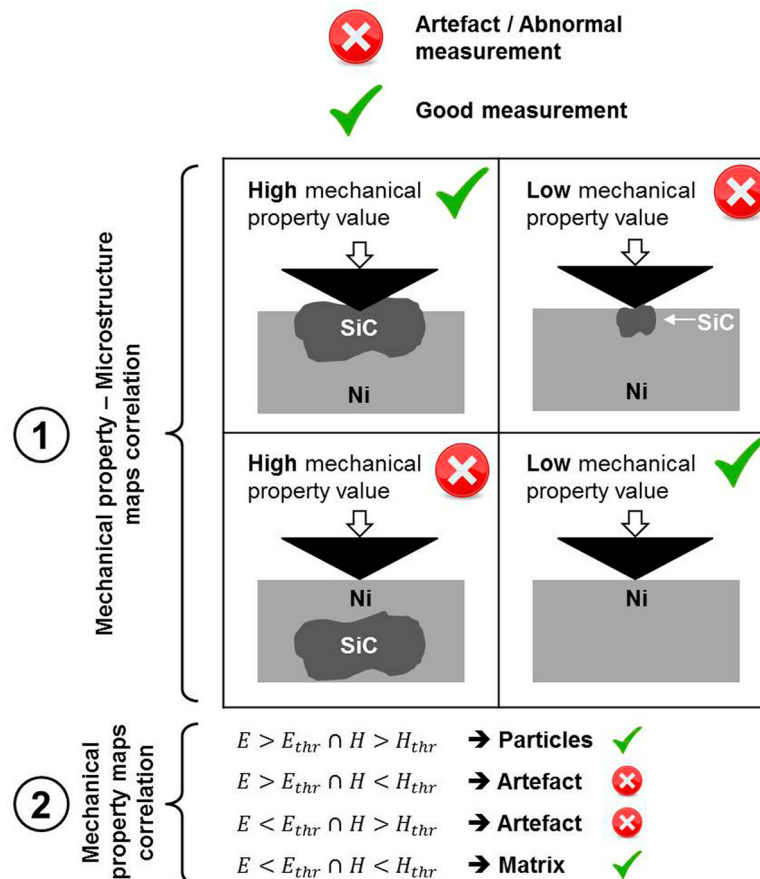 Artefact / Abnormal
measurement
Good measurement
1
Mechanical property – Microstructure
maps correlation
High mechanical
property value
SiC
Ni
Low mechanical
property value
SiC
Ni
High mechanical
property value
Ni
SiC
Low mechanical
property value
Ni
2
Mechanical
property maps
correlation
E > E_thr ∩ H > H_thr ➔ Particles
E > E_thr ∩ H < H_thr ➔ Artefact
E < E_thr ∩ H > H_thr ➔ Artefact
E < E_thr ∩ H < H_thr ➔ Matrix